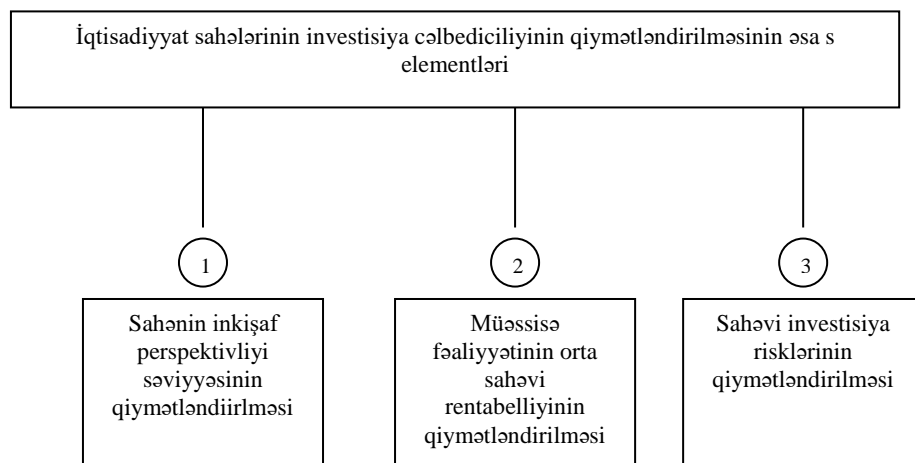 İqtisadiyyat sahələrinin investisiya cəlbediciliyinin qiymətləndirilməsinin əsa s
elementləri
1
2
3
Sahənin inkişaf
perspektivliyi
səviyyəsinin
qiymətləndiirlməsi
Müəssisə
fəaliyyətinin orta
sahəvi
rentabelliyinin
qiymətləndirilməsi
Sahəvi investisiya
risklərinin
qiymətləndirilməsi